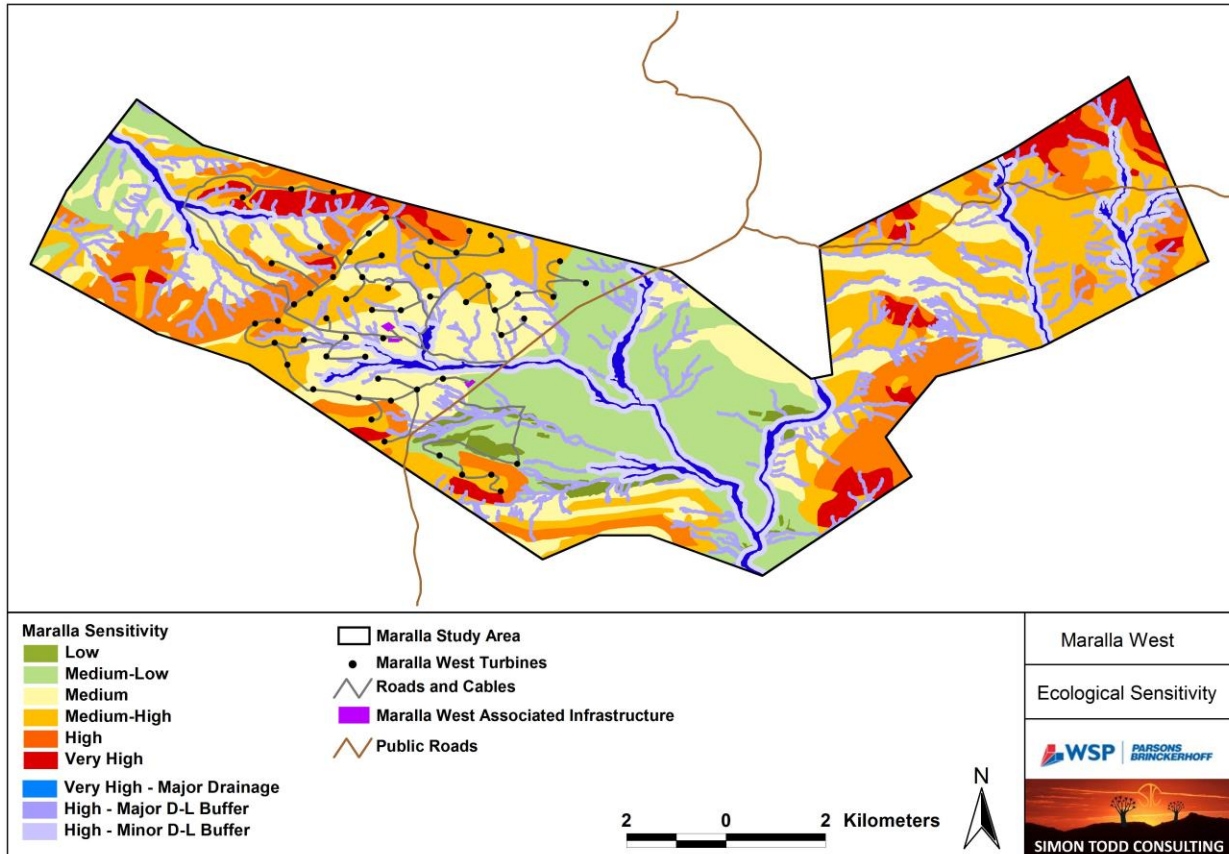 Maralla Sensitivity
Low
Medium-Low
Medium
Medium-High
High
Very High
Very High - Major Drainage
High - Major D-L Buffer
High - Minor D-L Buffer
Maralla Study Area
Maralla West Turbines
Roads and Cables
Maralla West Associated Infrastructure
Public Roads
2 0 2 Kilometers
N
Maralla West
Ecological Sensitivity
WSP | PARSONS
BRINCKERHOFF
SIMON TODD CONSULTING